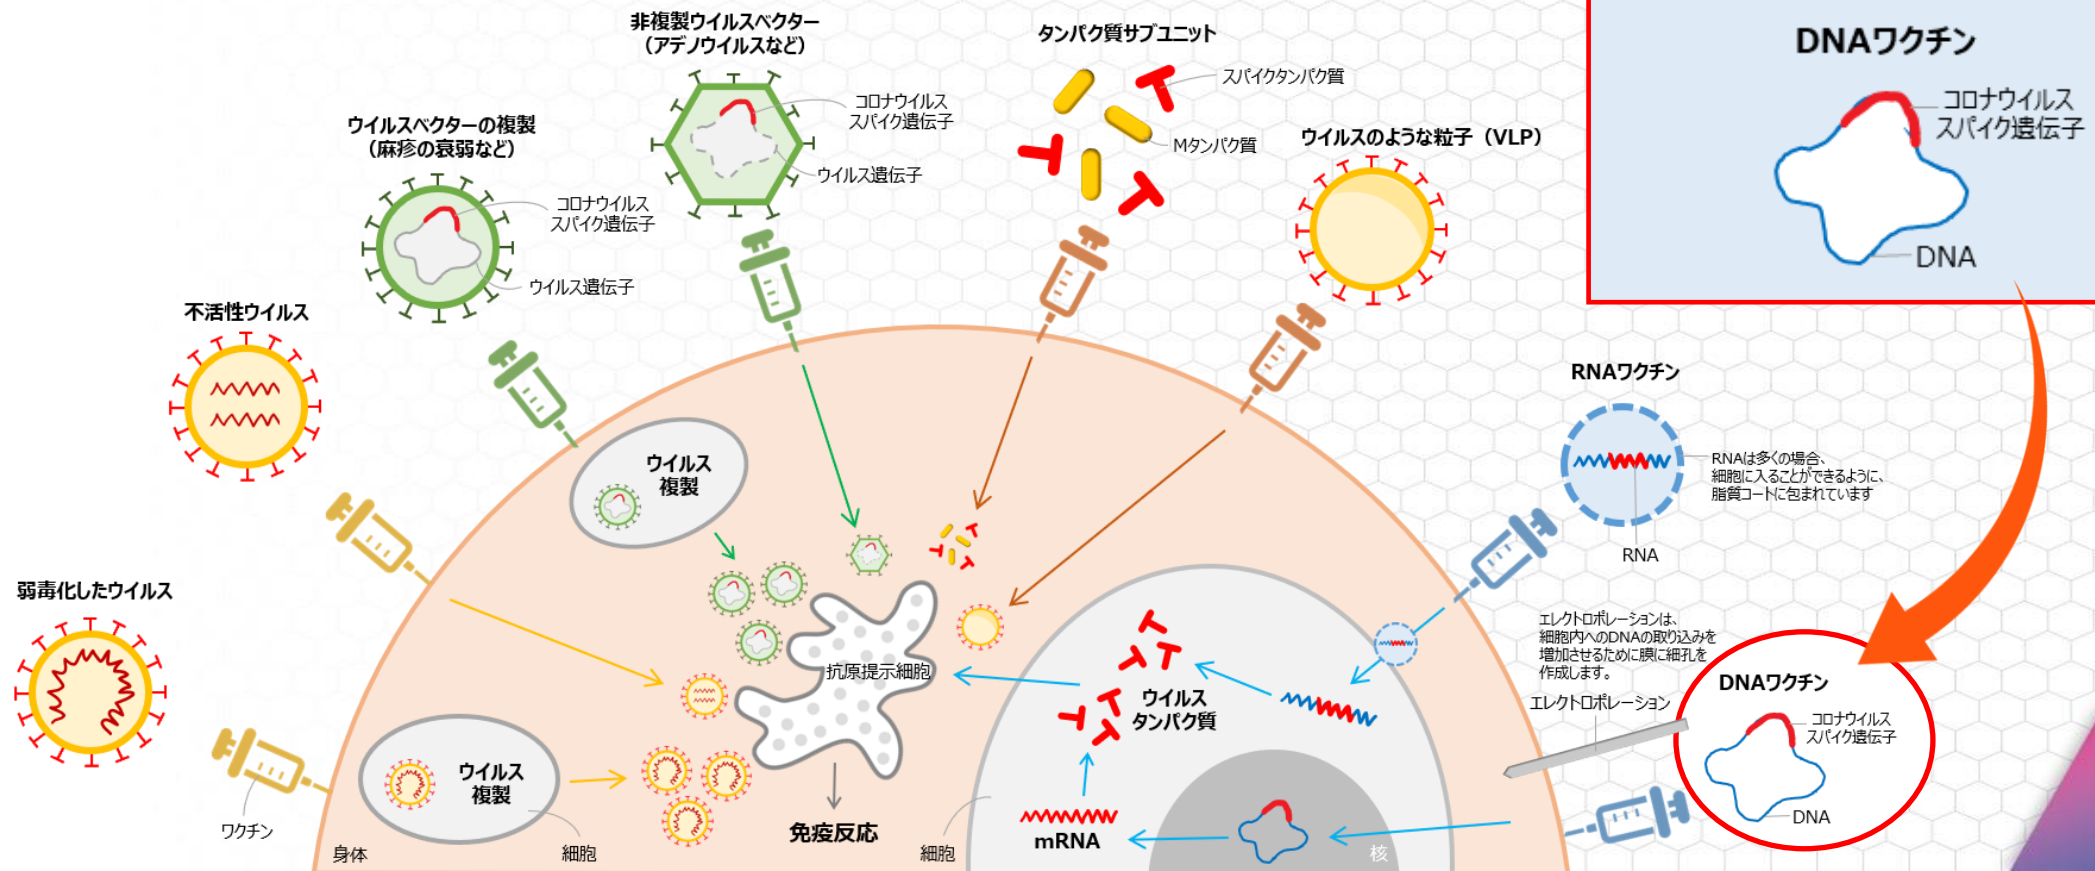 非複製ウイルスベクター
(アデノウイルスなど)
コロナウイルス
スパイク遺伝子
ウイルス遺伝子
タンパク質サブユニット
スパイクタンパク質
Mタンパク質
DNAワクチン
コロナウイルス
スパイク遺伝子
DNA
ウイルスベクターの複製
(麻疹の衰弱など)
コロナウイルス
スパイク遺伝子
ウイルス遺伝子
ウイルスのような粒子(VLP)
不活性ウイルス
RNAワクチン
RNAは多くの場合、
細胞に入ることができるように、
脂質コートに包まれています
RNA
ウイルス
複製
弱毒化したウイルス
エレクトロポレーションは、
細胞内へのDNAの取り込みを
増加させるために膜に細孔を
作成します。
エレクトロポレーション
DNAワクチン
コロナウイルス
スパイク遺伝子
DNA
抗原提示細胞
ウイルス
タンパク質
ウイルス
複製
ワクチン
身体
細胞
免疫反応
細胞
mRNA
核